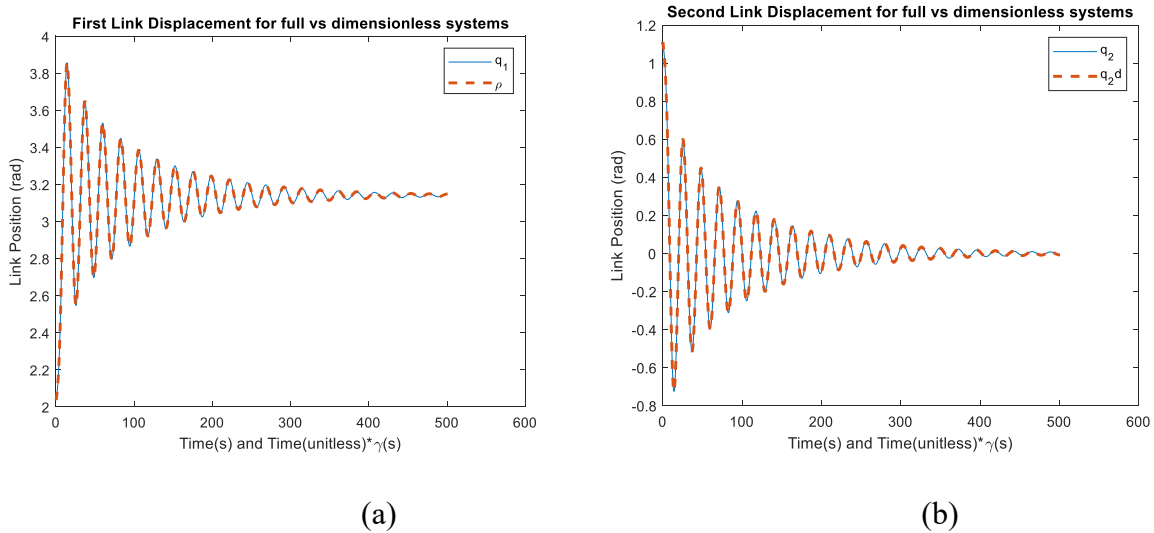 First Link Displacement for full vs dimensionless systems
4
3.8
3.6
3.4
3.2
3
2.8
2.6
2.4
2.2
2
Link Position (rad)
q_1
ρ
0 100 200 300 400 500 600
Time(s) and Time(unitless)*γ(s)
(a)
Second Link Displacement for full vs dimensionless systems
1.2
1
0.8
0.6
0.4
0.2
0
-0.2
-0.4
-0.6
-0.8
Link Position (rad)
q_2
q_2d
0 100 200 300 400 500 600
Time(s) and Time(unitless)*γ(s)
(b)